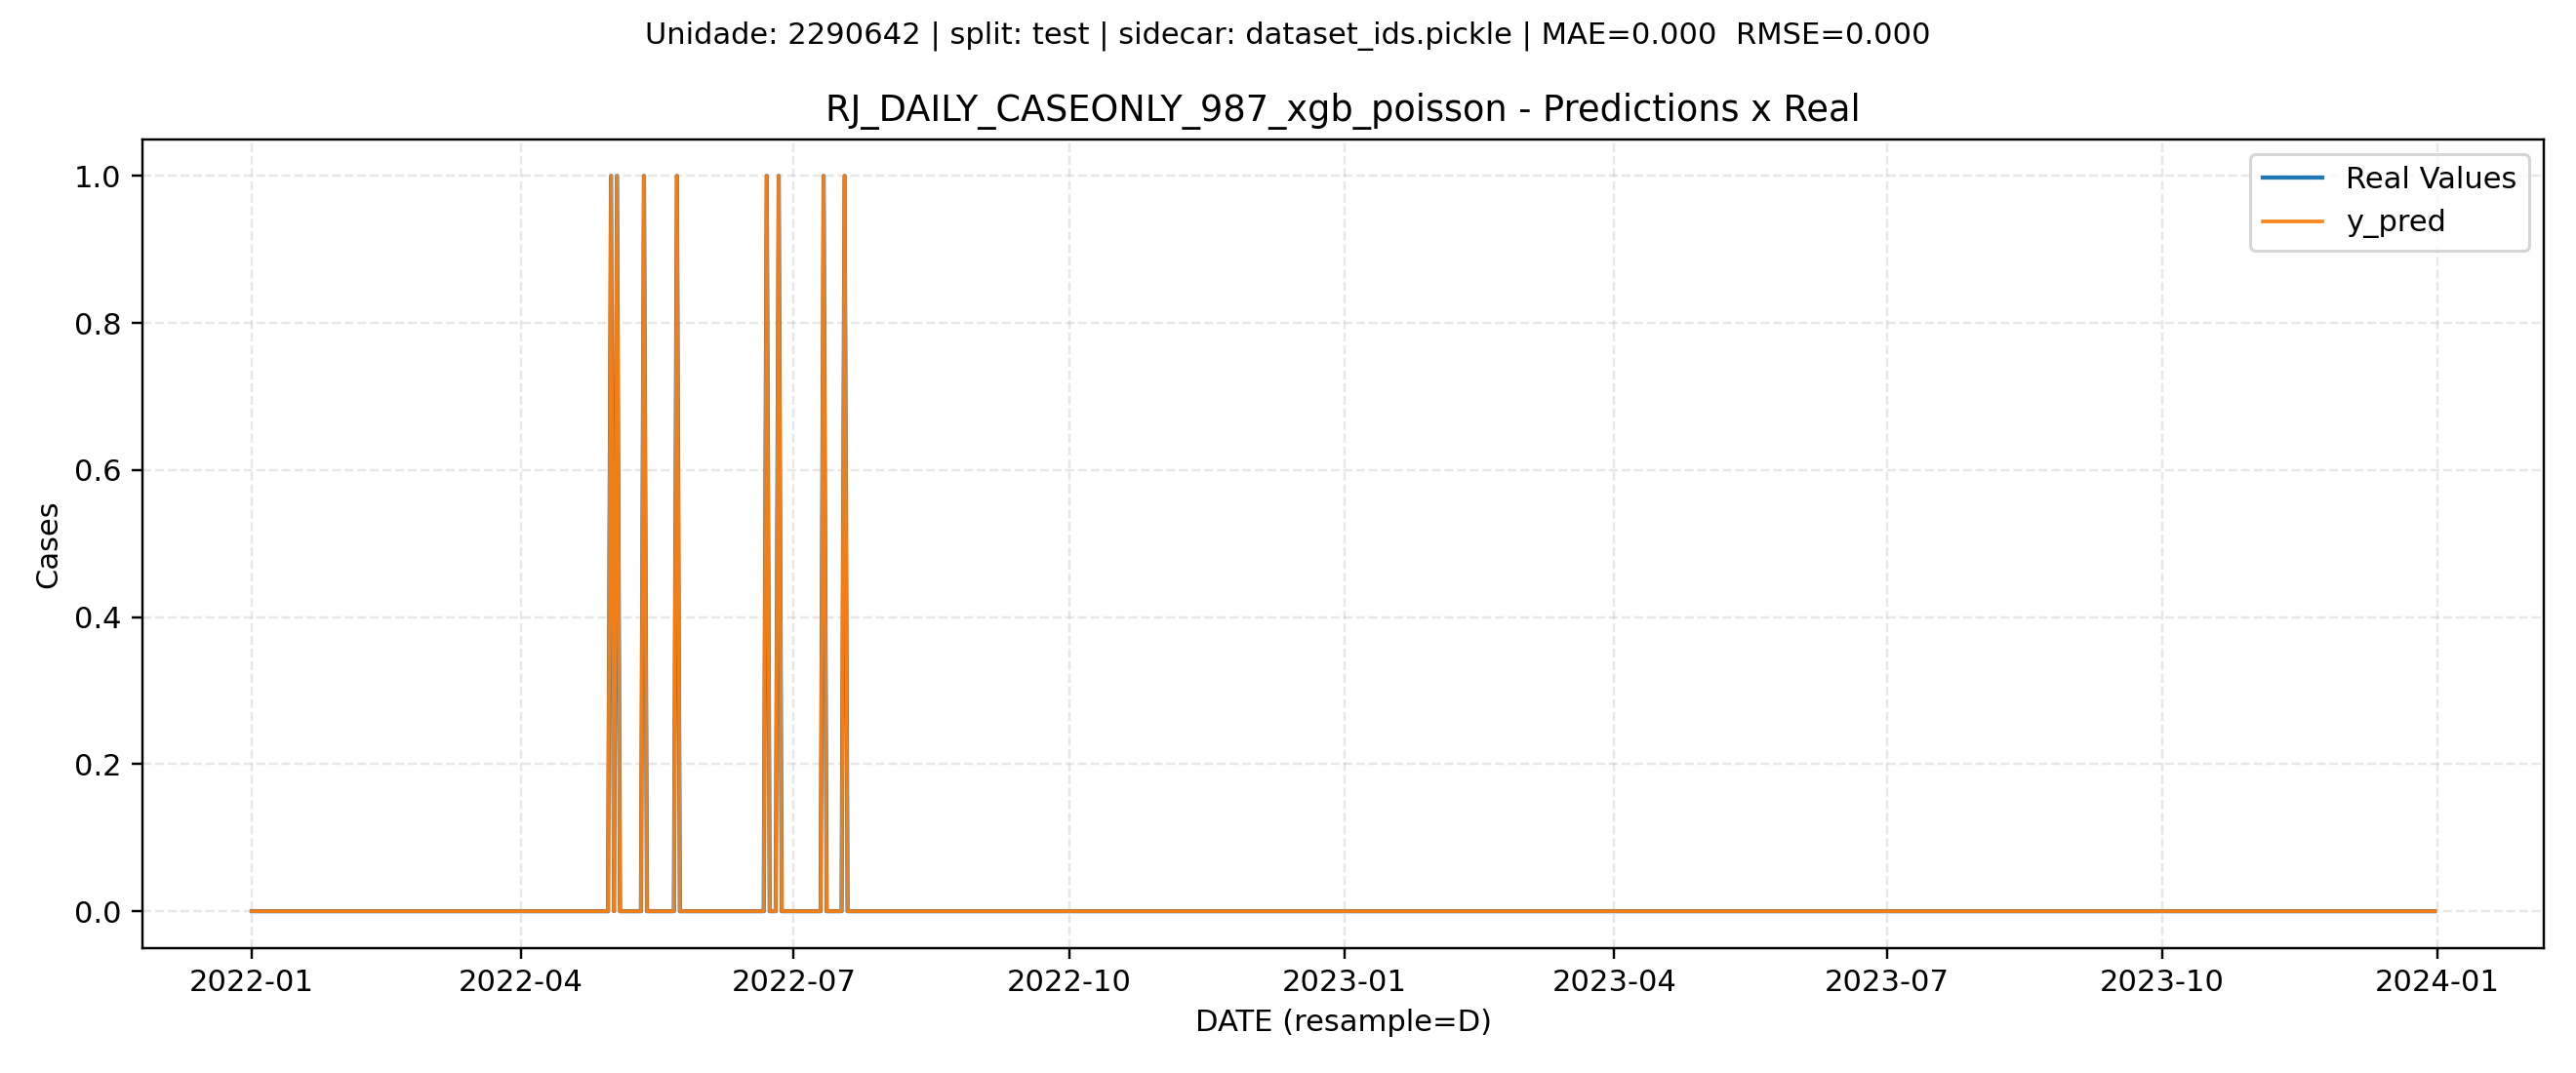 Unidade: 2290642 | split: test | sidecar: dataset_ids.pickle | MAE=0.000  RMSE=0.000
RJ_DAILY_CASEONLY_987_xgb_poisson - Predictions x Real
Real Values
y_pred
1.0
0.8
0.6
0.4
0.2
0.0
Cases
2022-01
2022-04
2022-07
2022-10
2023-01
2023-04
2023-07
2023-10
2024-01
DATE (resample=D)